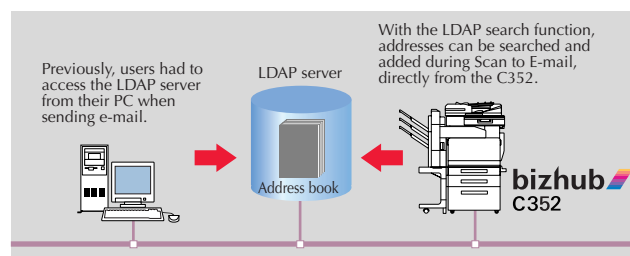 Previously, users had to
access the LDAP server
from their PC when
sending e-mail.
LDAP server
Address book
With the LDAP search function,
addresses can be searched and
added during Scan to E-mail,
directly from the C352.
bizhub
C352